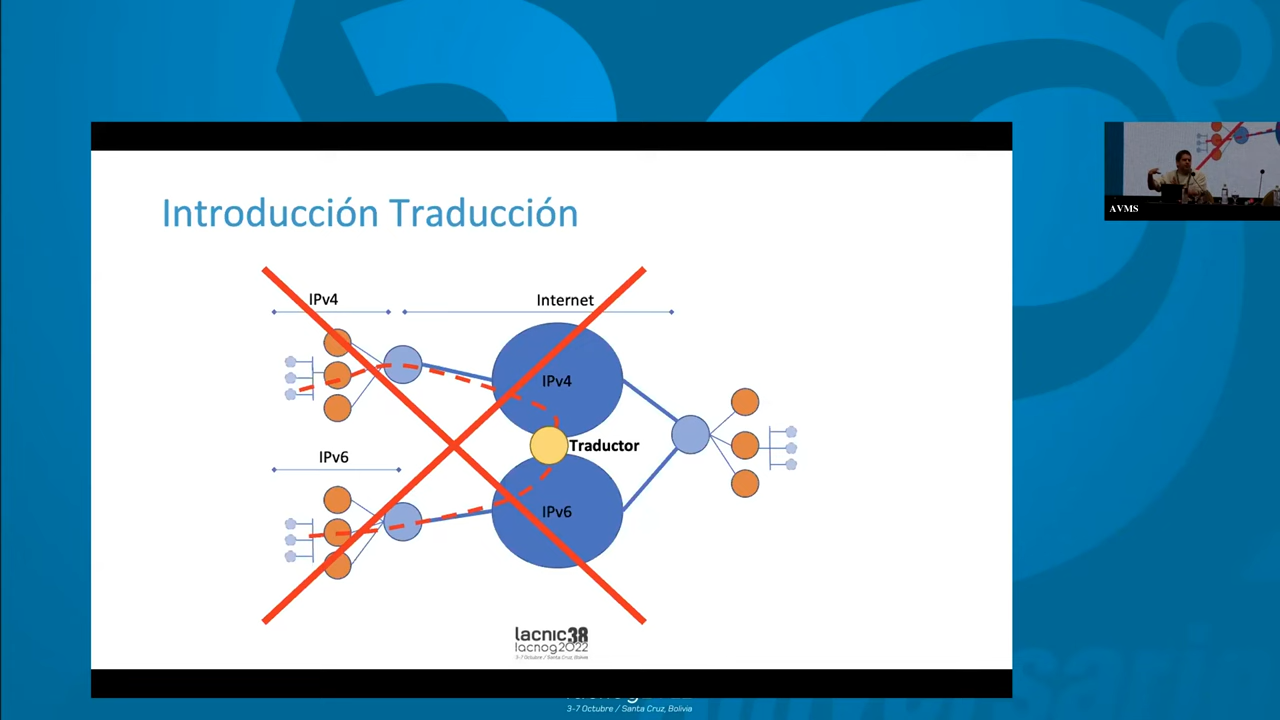 Introducción Traducción
IPv4
Internet
IPv4
Traductor
IPv6
IPv6
lacnic38
lacnog2022
3-7 Octubre / Santa Cruz, Bolivia
AVMS
3-7 Octubre / Santa Cruz, Bolivia